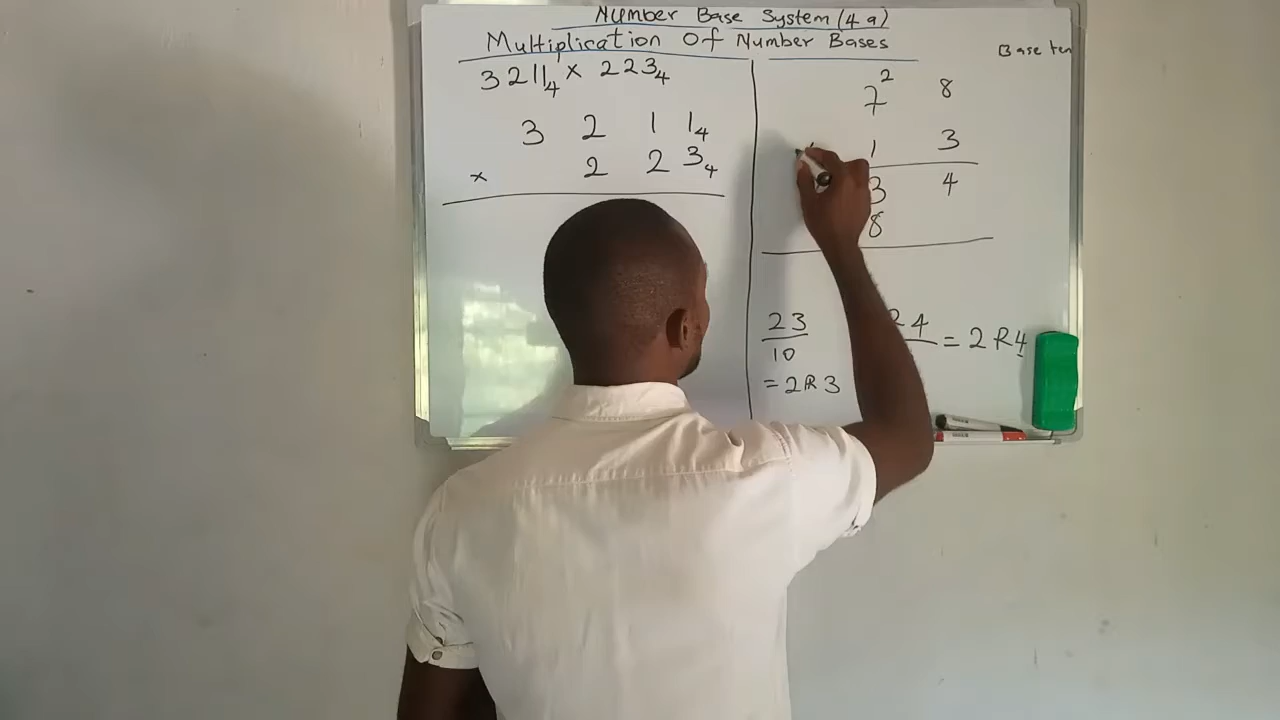 Number Base System (4a)
Multiplication Of Number Bases
3211₄ × 223₄
3 2 1 1₄
× 2 2 3₄
Base ten
7² 8
1 3
3 4
8
23
10
= 2R3
24
= 2R4